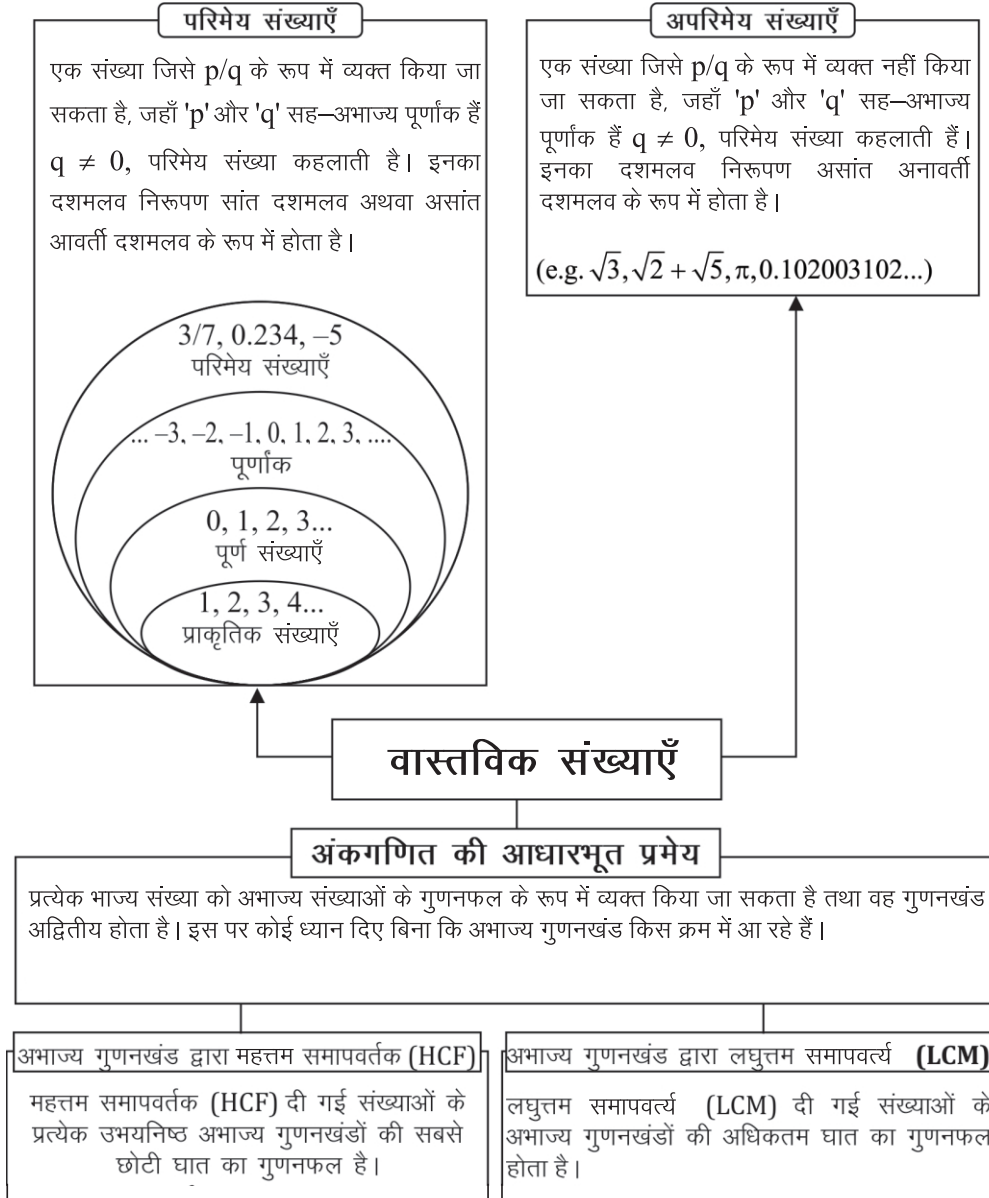 परिमेय संख्याएँ
एक संख्या जिसे p/q के रूप में व्यक्त किया जा
सकता है, जहाँ 'p' और 'q' सह–अभाज्य पूर्णांक हैं
q ≠ 0, परिमेय संख्या कहलाती है। इनका
दशमलव निरूपण सांत दशमलव अथवा असांत
आवर्ती दशमलव के रूप में होता है।
3/7, 0.234, –5
परिमेय संख्याएँ
... –3, –2, –1, 0, 1, 2, 3, ....
पूर्णांक
0, 1, 2, 3...
पूर्ण संख्याएँ
1, 2, 3, 4...
प्राकृतिक संख्याएँ
अपरिमेय संख्याएँ
एक संख्या जिसे p/q के रूप में व्यक्त नहीं किया
जा सकता है, जहाँ 'p' और 'q' सह–अभाज्य
पूर्णांक हैं q ≠ 0, परिमेय संख्या कहलाती हैं।
इनका दशमलव निरूपण असांत अनावर्ती
दशमलव के रूप में होता है।
(e.g. √3, √2 + √5, π, 0.102003102...)
वास्तविक संख्याएँ
अंकगणित की आधारभूत प्रमेय
प्रत्येक भाज्य संख्या को अभाज्य संख्याओं के गुणनफल के रूप में व्यक्त किया जा सकता है तथा वह गुणनखंड
अद्वितीय होता है। इस पर कोई ध्यान दिए बिना कि अभाज्य गुणनखंड किस क्रम में आ रहे हैं।
अभाज्य गुणनखंड द्वारा महत्तम समापवर्तक (HCF)
महत्तम समापवर्तक (HCF) दी गई संख्याओं के
प्रत्येक उभयनिष्ठ अभाज्य गुणनखंडों की सबसे
छोटी घात का गुणनफल है।
अभाज्य गुणनखंड द्वारा लघुत्तम समापवर्त्य (LCM)
लघुत्तम समापवर्त्य (LCM) दी गई संख्याओं के
अभाज्य गुणनखंडों की अधिकतम घात का गुणनफल
होता है।